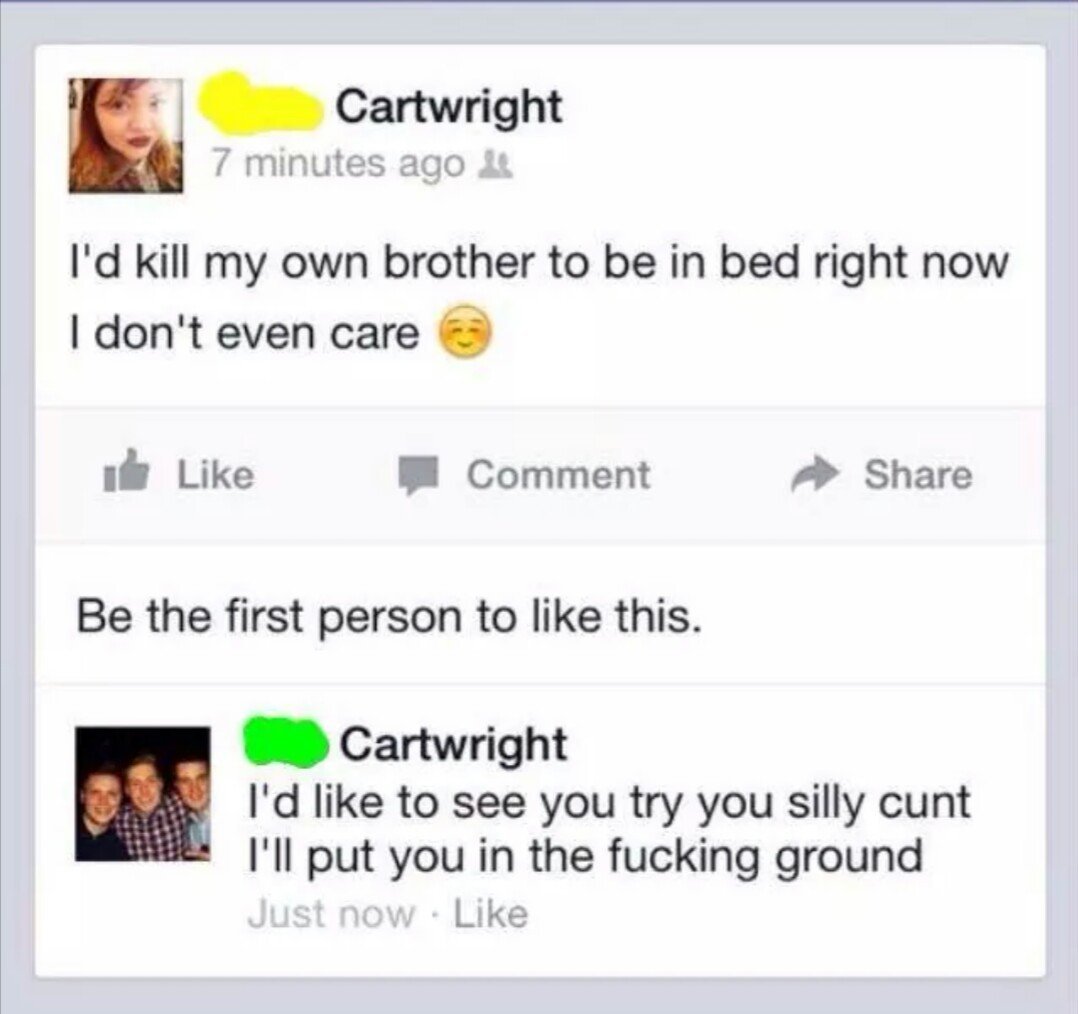 Cartwright
7 minutes ago
I'd kill my own brother to be in bed right now
I don't even care ☺️
Like Comment Share
Be the first person to like this.
Cartwright
I'd like to see you try you silly cunt
I'll put you in the fucking ground
Just now · Like